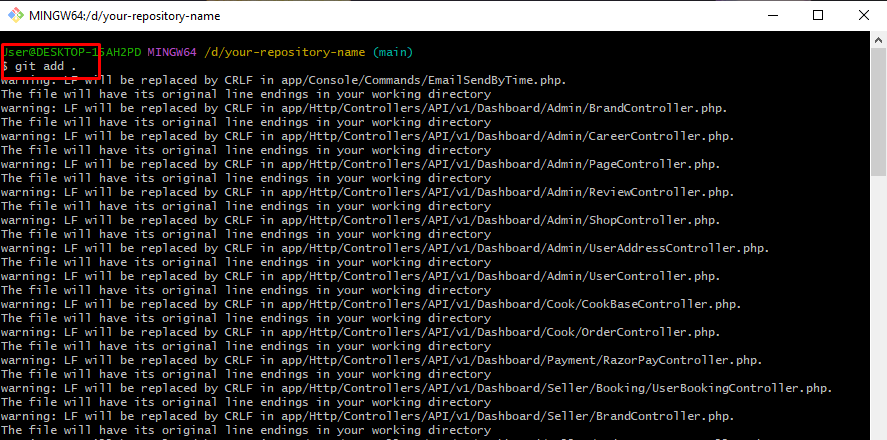 MINGW64:/d/your-repository-name
User@DESKTOP-15AH2PD MINGW64 /d/your-repository-name (main)
$ git add .
warning: LF will be replaced by CRLF in app/Console/Commands/EmailSendByTime.php.
The file will have its original line endings in your working directory
warning: LF will be replaced by CRLF in app/Http/Controllers/API/v1/Dashboard/Admin/BrandController.php.
The file will have its original line endings in your working directory
warning: LF will be replaced by CRLF in app/Http/Controllers/API/v1/Dashboard/Admin/CareerController.php.
The file will have its original line endings in your working directory
warning: LF will be replaced by CRLF in app/Http/Controllers/API/v1/Dashboard/Admin/PageController.php.
The file will have its original line endings in your working directory
warning: LF will be replaced by CRLF in app/Http/Controllers/API/v1/Dashboard/Admin/ReviewController.php.
The file will have its original line endings in your working directory
warning: LF will be replaced by CRLF in app/Http/Controllers/API/v1/Dashboard/Admin/ShopController.php.
The file will have its original line endings in your working directory
warning: LF will be replaced by CRLF in app/Http/Controllers/API/v1/Dashboard/Admin/UserAddressController.php.
The file will have its original line endings in your working directory
warning: LF will be replaced by CRLF in app/Http/Controllers/API/v1/Dashboard/Admin/UserController.php.
The file will have its original line endings in your working directory
warning: LF will be replaced by CRLF in app/Http/Controllers/API/v1/Dashboard/Cook/CookBaseController.php.
The file will have its original line endings in your working directory
warning: LF will be replaced by CRLF in app/Http/Controllers/API/v1/Dashboard/Cook/OrderController.php.
The file will have its original line endings in your working directory
warning: LF will be replaced by CRLF in app/Http/Controllers/API/v1/Dashboard/Payment/RazorPayController.php.
The file will have its original line endings in your working directory
warning: LF will be replaced by CRLF in app/Http/Controllers/API/v1/Dashboard/Seller/Booking/UserBookingController.php.
The file will have its original line endings in your working directory
warning: LF will be replaced by CRLF in app/Http/Controllers/API/v1/Dashboard/Seller/BrandController.php.
The file will have its original line endings in your working directory